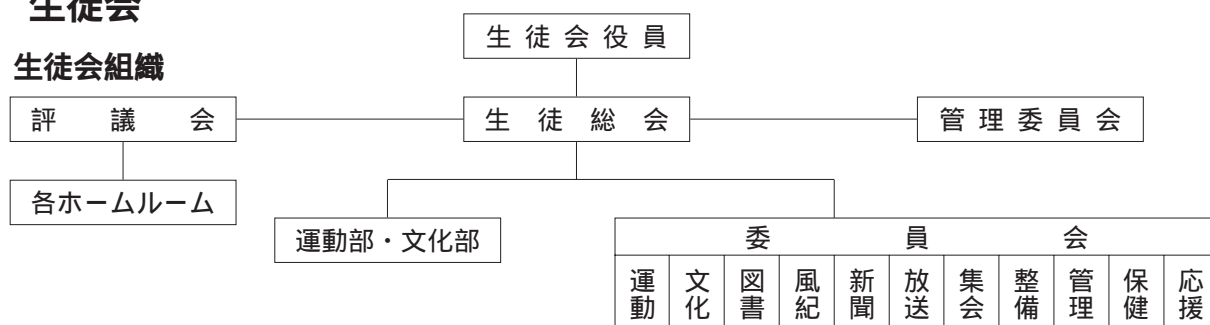 生徒会
生徒会組織
生徒会役員
評議会
生徒総会
管理委員会
各ホームルーム
運動部・文化部
委員会
運動
文化
図書
風紀
新聞
放送
集会
整備
管理
保健
応援